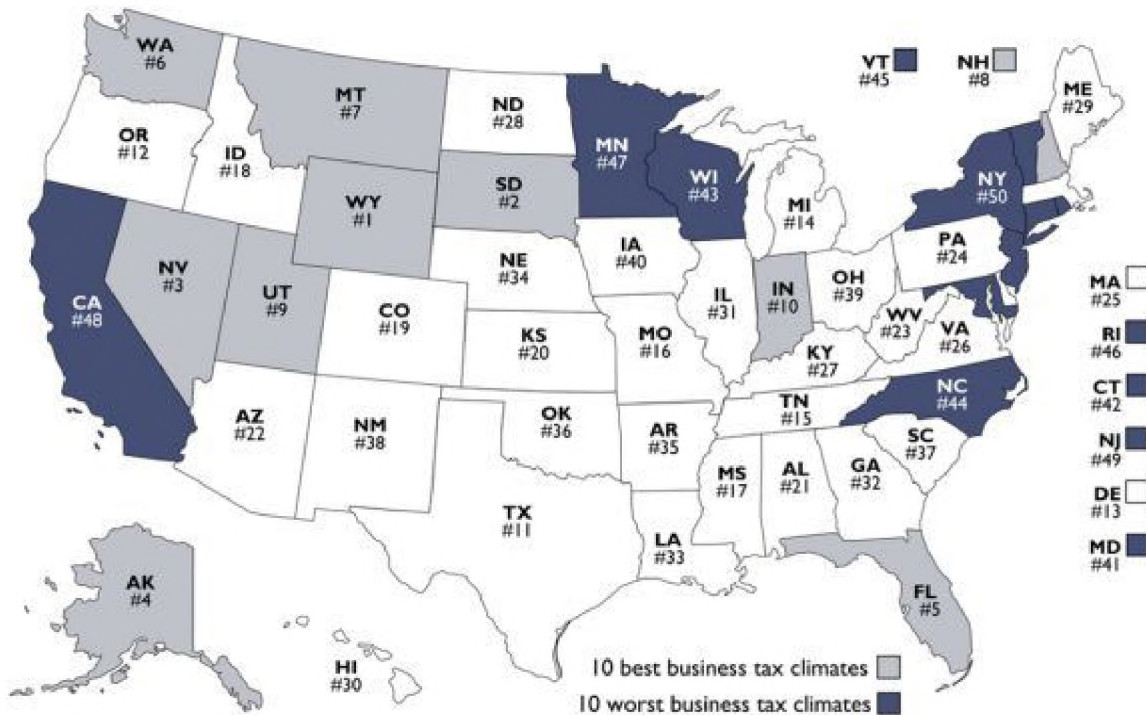 WA
#6
MT
#7
ND
#28
MN
#47
VT
#45
NH
#8
ME
#29
OR
#12
ID
#18
WY
#1
SD
#2
WI
#43
MI
#14
NY
#50
CA
#48
NV
#3
UT
#9
CO
#19
NE
#34
IA
#40
IL
#31
IN
#10
OH
#39
PA
#24
WV
#23
VA
#26
MA
#25
RI
#46
CT
#42
NJ
#49
DE
#13
MD
#41
KS
#20
MO
#16
KY
#27
NC
#44
TN
#15
SC
#37
AZ
#22
NM
#38
OK
#36
AR
#35
MS
#17
AL
#21
GA
#32
TX
#11
LA
#33
FL
#5
AK
#4
HI
#30
10 best business tax climates
10 worst business tax climates